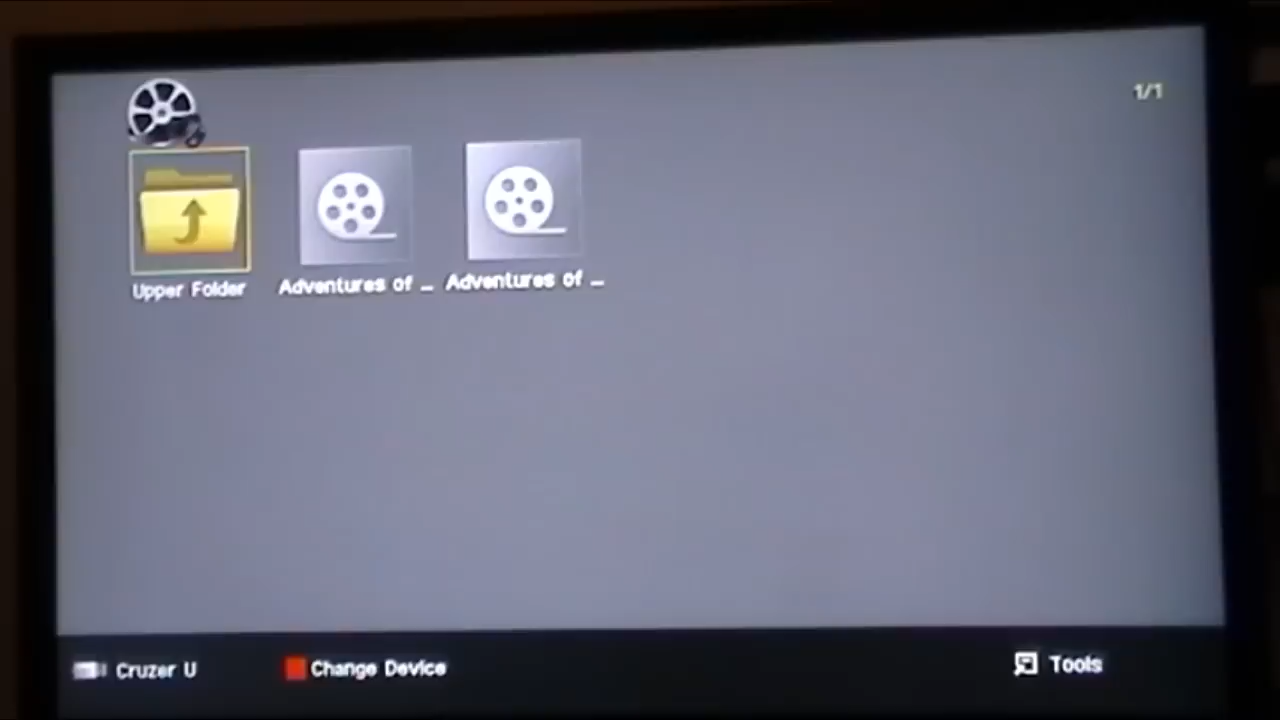 1/1
Upper Folder
Adventures of ...
Adventures of ...
Cruzer U
Change Device
Tools